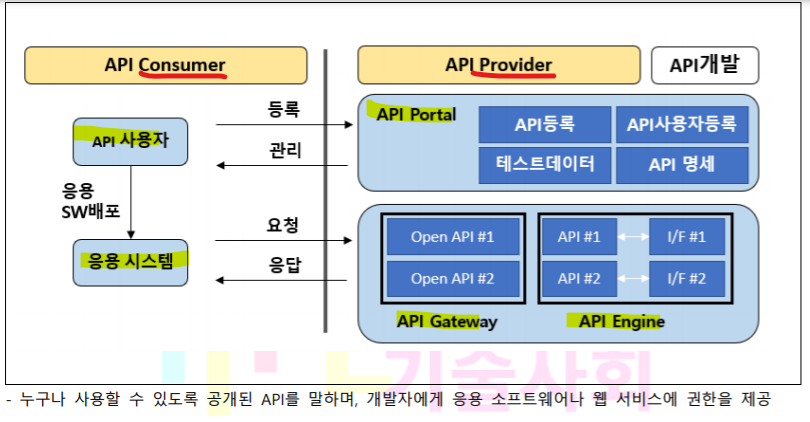 API Consumer
API Provider
API개발
API 사용자
응용
SW배포
응용 시스템
등록
관리
요청
응답
API Portal
API등록
API사용자등록
테스트데이터
API 명세
Open API #1
Open API #2
API Gateway
API #1
I/F #1
API #2
I/F #2
API Engine
기술사회
- 누구나 사용할 수 있도록 공개된 API를 말하며, 개발자에게 응용 소프트웨어나 웹 서비스에 권한을 제공